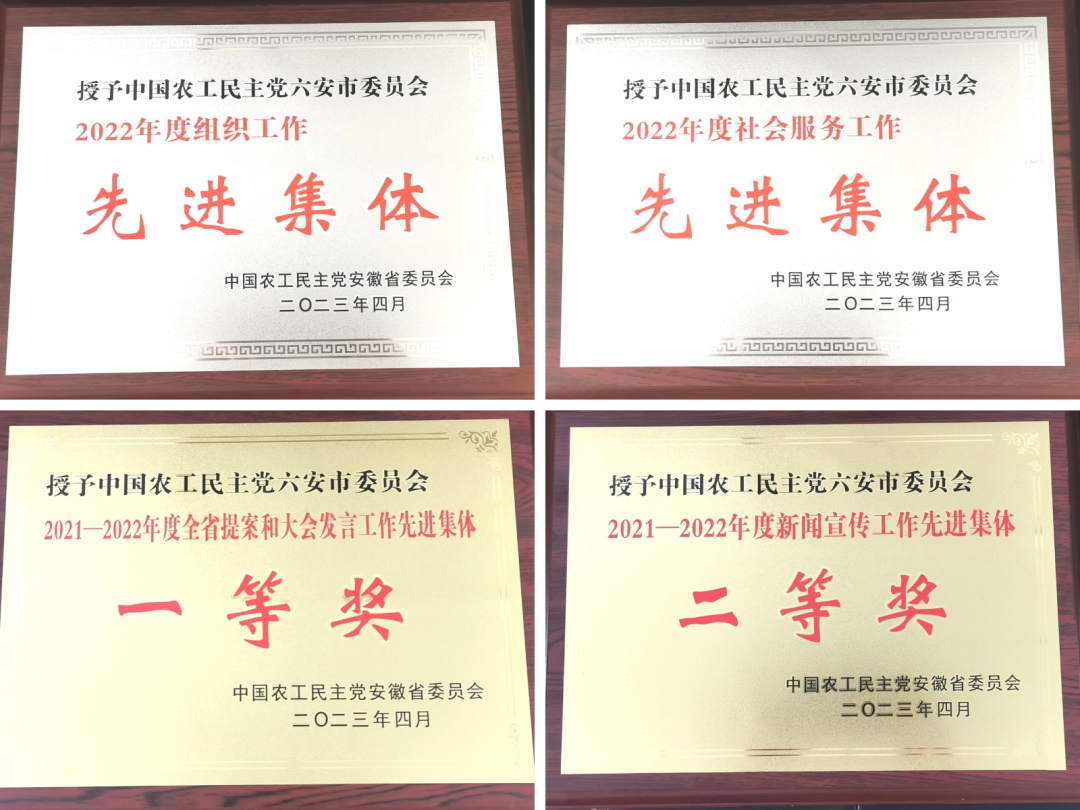 授予中国农工民主党六安市委员会
2022年度组织工作
先进集体
中国农工民主党安徽省委员会
二〇二三年四月
授予中国农工民主党六安市委员会
2022年度社会服务工作
先进集体
中国农工民主党安徽省委员会
二〇二三年四月
授予中国农工民主党六安市委员会
2021—2022年度全省提案和大会发言工作先进集体
一等奖
中国农工民主党安徽省委员会
二〇二三年四月
授予中国农工民主党六安市委员会
2021—2022年度新闻宣传工作先进集体
二等奖
中国农工民主党安徽省委员会
二〇二三年四月